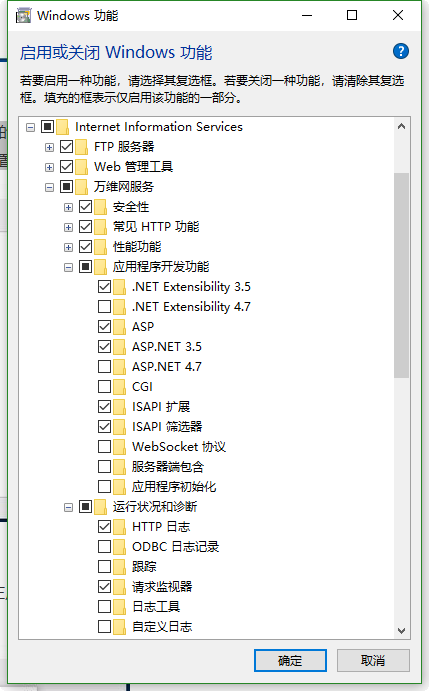 Windows 功能
启用或关闭 Windows 功能
若要启用一种功能，请选择其复选框。若要关闭一种功能，请清除其复选
框。填充的框表示仅启用该功能的一部分。
Internet Information Services
FTP 服务器
Web 管理工具
万维网服务
安全性
常见 HTTP 功能
性能功能
应用程序开发功能
.NET Extensibility 3.5
.NET Extensibility 4.7
ASP
ASP.NET 3.5
ASP.NET 4.7
CGI
ISAPI 扩展
ISAPI 筛选器
WebSocket 协议
服务器端包含
应用程序初始化
运行状况和诊断
HTTP 日志
ODBC 日志记录
跟踪
请求监视器
日志工具
自定义日志
确定
取消